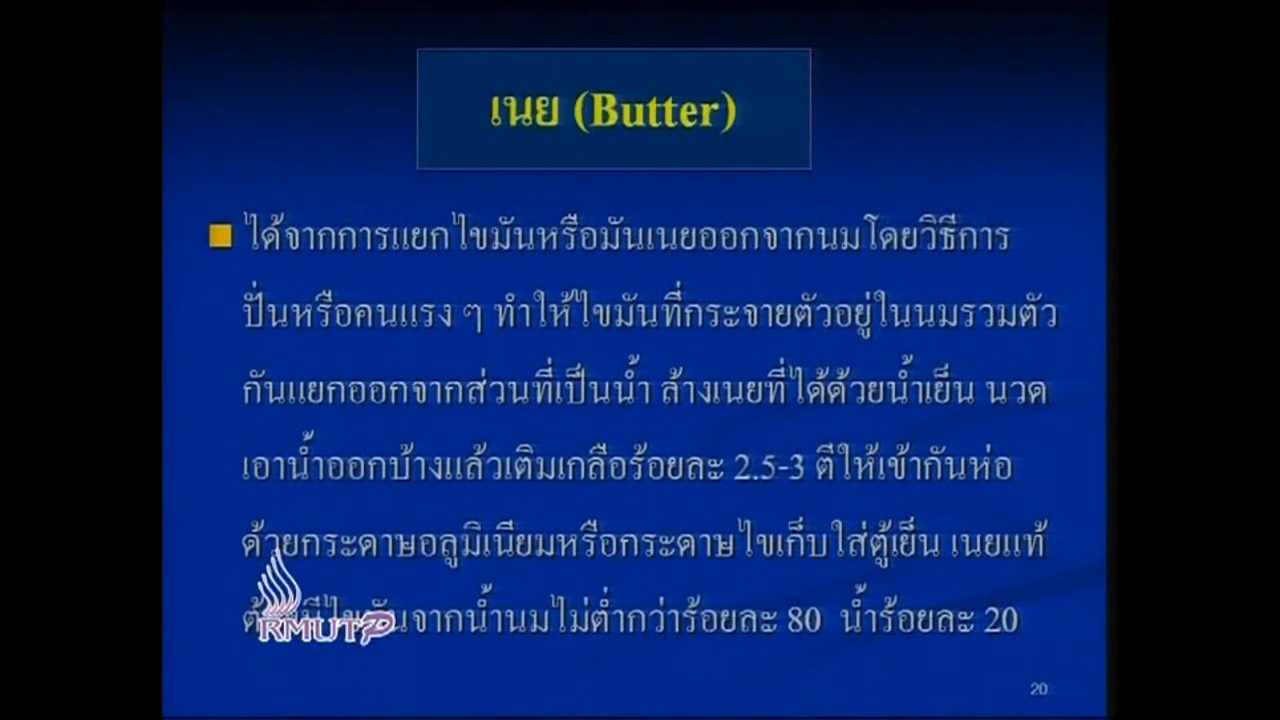 เนย (Butter)
ได้จากการแยกไขมันหรือมันเนยออกจากนมโดยวิธีการ
ปั่นหรือคนแรง ๆ ทำให้ไขมันที่กระจายตัวอยู่ในนมรวมตัว
กันแยกออกจากส่วนที่เป็นน้ำ ล้างเนยที่ได้ด้วยน้ำเย็น นวด
เอาน้ำออกบ้างแล้วเติมเกลือร้อยละ 2.5-3 ตีให้เข้ากันห่อ
ด้วยกระดาษอลูมิเนียมหรือกระดาษไขเก็บใส่ตู้เย็น เนยแท้
จากน้ำนมไม่ต่ำกว่าร้อยละ 80 น้ำร้อยละ 20
RMUTP
20